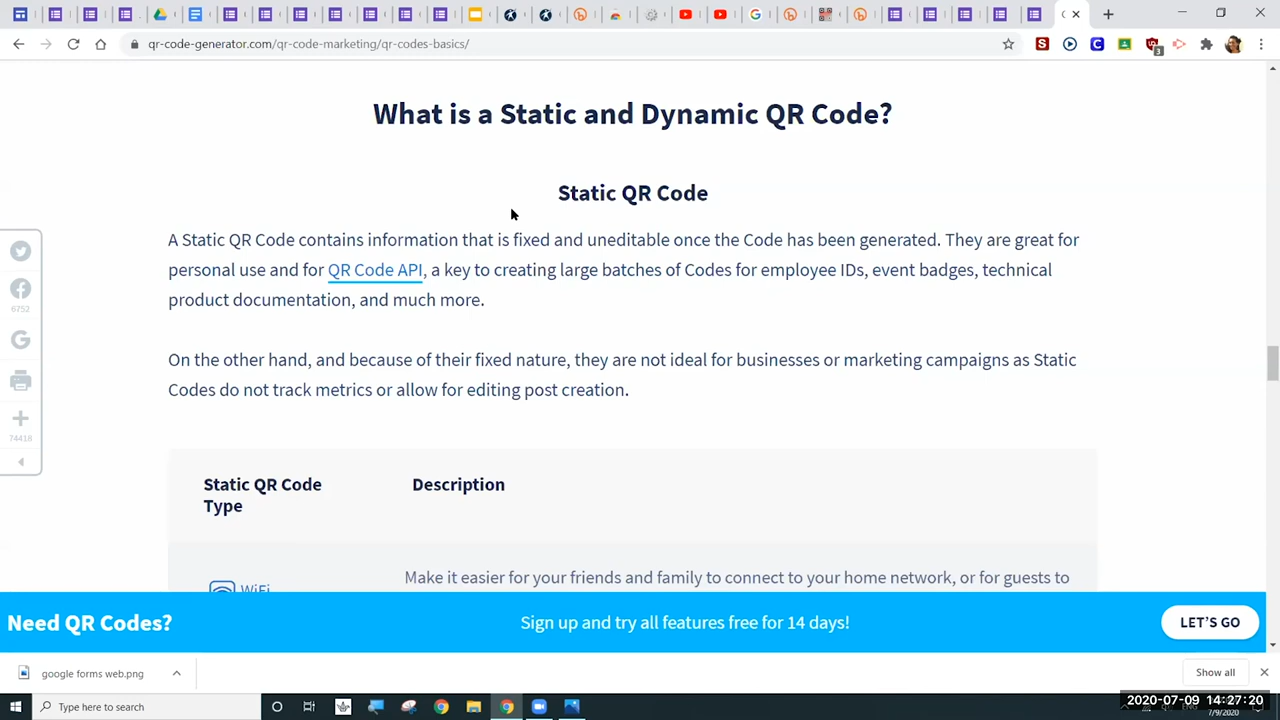 qr-code-generator.com/qr-code-marketing/qr-codes-basics/
What is a Static and Dynamic QR Code?
Static QR Code
A Static QR Code contains information that is fixed and uneditable once the Code has been generated. They are great for
personal use and for QR Code API, a key to creating large batches of Codes for employee IDs, event badges, technical
product documentation, and much more.
6752
On the other hand, and because of their fixed nature, they are not ideal for businesses or marketing campaigns as Static
Codes do not track metrics or allow for editing post creation.
74418
Static QR Code
Type
Description
WiFi
Make it easier for your friends and family to connect to your home network, or for guests to
Need QR Codes?
Sign up and try all features free for 14 days!
LET'S GO
google forms web.png
Show all
Type here to search
2020-07-09 14:27:20
7/9/2020